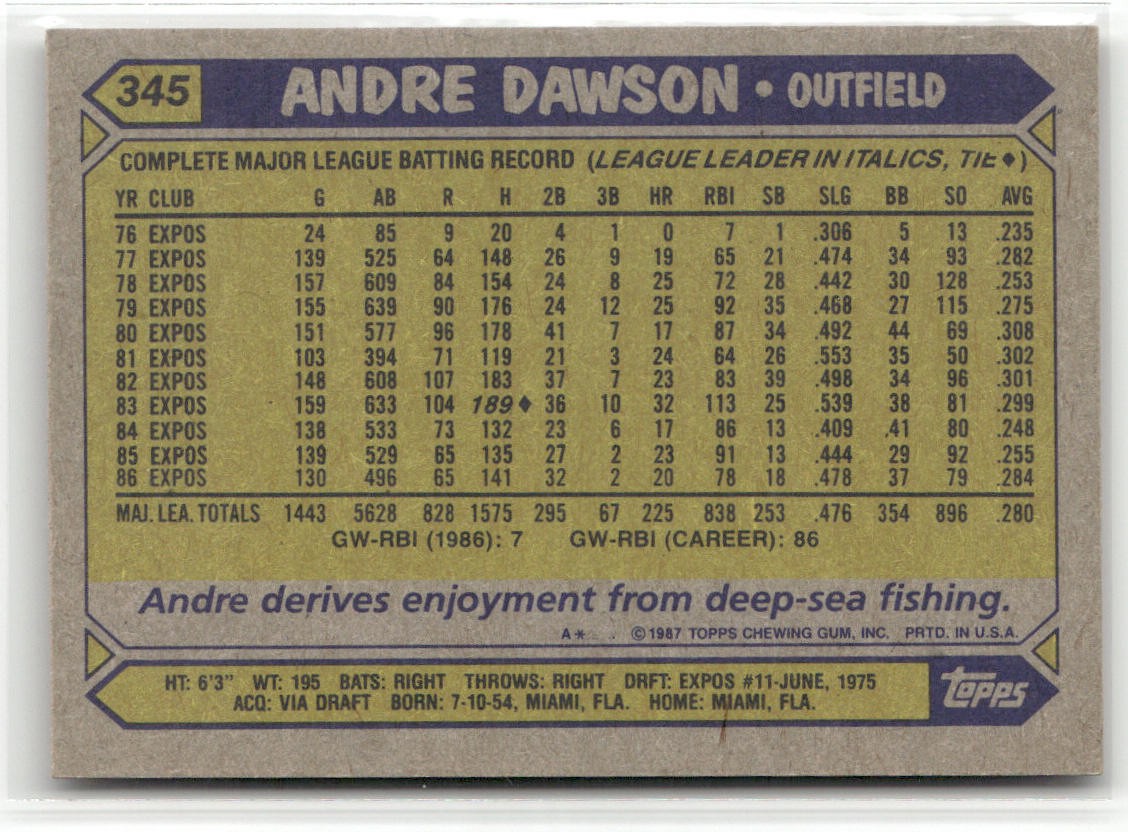 345 ANDRE DAWSON • OUTFIELD
COMPLETE MAJOR LEAGUE BATTING RECORD (LEAGUE LEADER IN ITALICS, TIE ♦)
YR CLUB G AB R H 2B 3B HR RBI SB SLG BB SO AVG
76 EXPOS 24 85 9 20 4 1 0 7 1 .306 5 13 .235
77 EXPOS 139 525 64 148 26 9 19 65 21 .474 34 93 .282
78 EXPOS 157 609 84 154 24 8 25 72 28 .442 30 128 .253
79 EXPOS 155 639 90 176 24 12 25 92 35 .468 27 115 .275
80 EXPOS 151 577 96 178 41 7 17 87 34 .492 44 69 .308
81 EXPOS 103 394 71 119 21 3 24 64 26 .553 35 50 .302
82 EXPOS 148 608 107 183 37 7 23 83 39 .498 34 96 .301
83 EXPOS 159 633 104 189♦ 36 10 32 113 25 .539 38 81 .299
84 EXPOS 138 533 73 132 23 6 17 86 13 .409 .41 80 .248
85 EXPOS 139 529 65 135 27 2 23 91 13 .444 29 92 .255
86 EXPOS 130 496 65 141 32 2 20 78 18 .478 37 79 .284
MAJ. LEA. TOTALS 1443 5628 828 1575 295 67 225 838 253 .476 354 896 .280
GW-RBI (1986): 7 GW-RBI (CAREER): 86
Andre derives enjoyment from deep-sea fishing.
A* © 1987 TOPPS CHEWING GUM, INC. PRTD. IN U.S.A.
HT: 6'3" WT: 195 BATS: RIGHT THROWS: RIGHT DRFT: EXPOS #11-JUNE, 1975
ACQ: VIA DRAFT BORN: 7-10-54, MIAMI, FLA. HOME: MIAMI, FLA.
topps